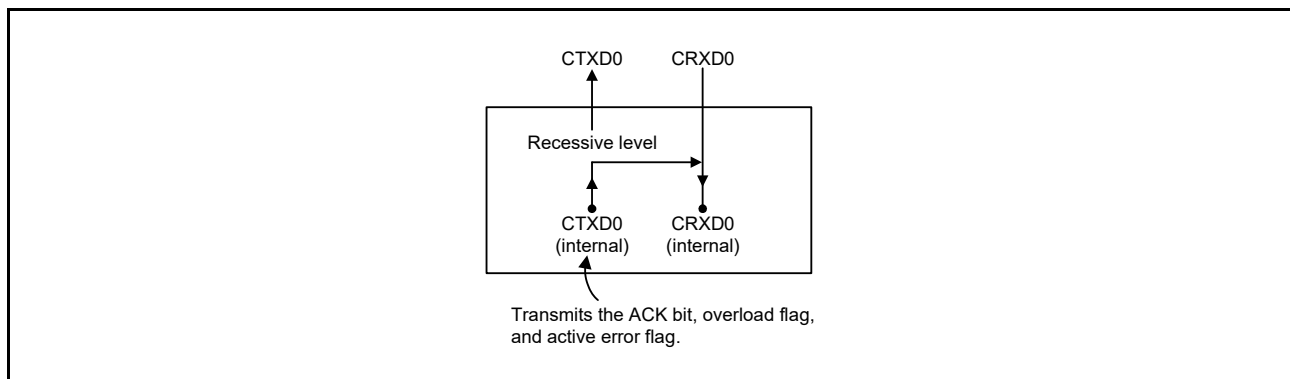 CTXD0 CRXD0
Recessive level
CTXD0 CRXD0
(internal) (internal)
Transmits the ACK bit, overload flag,
and active error flag.